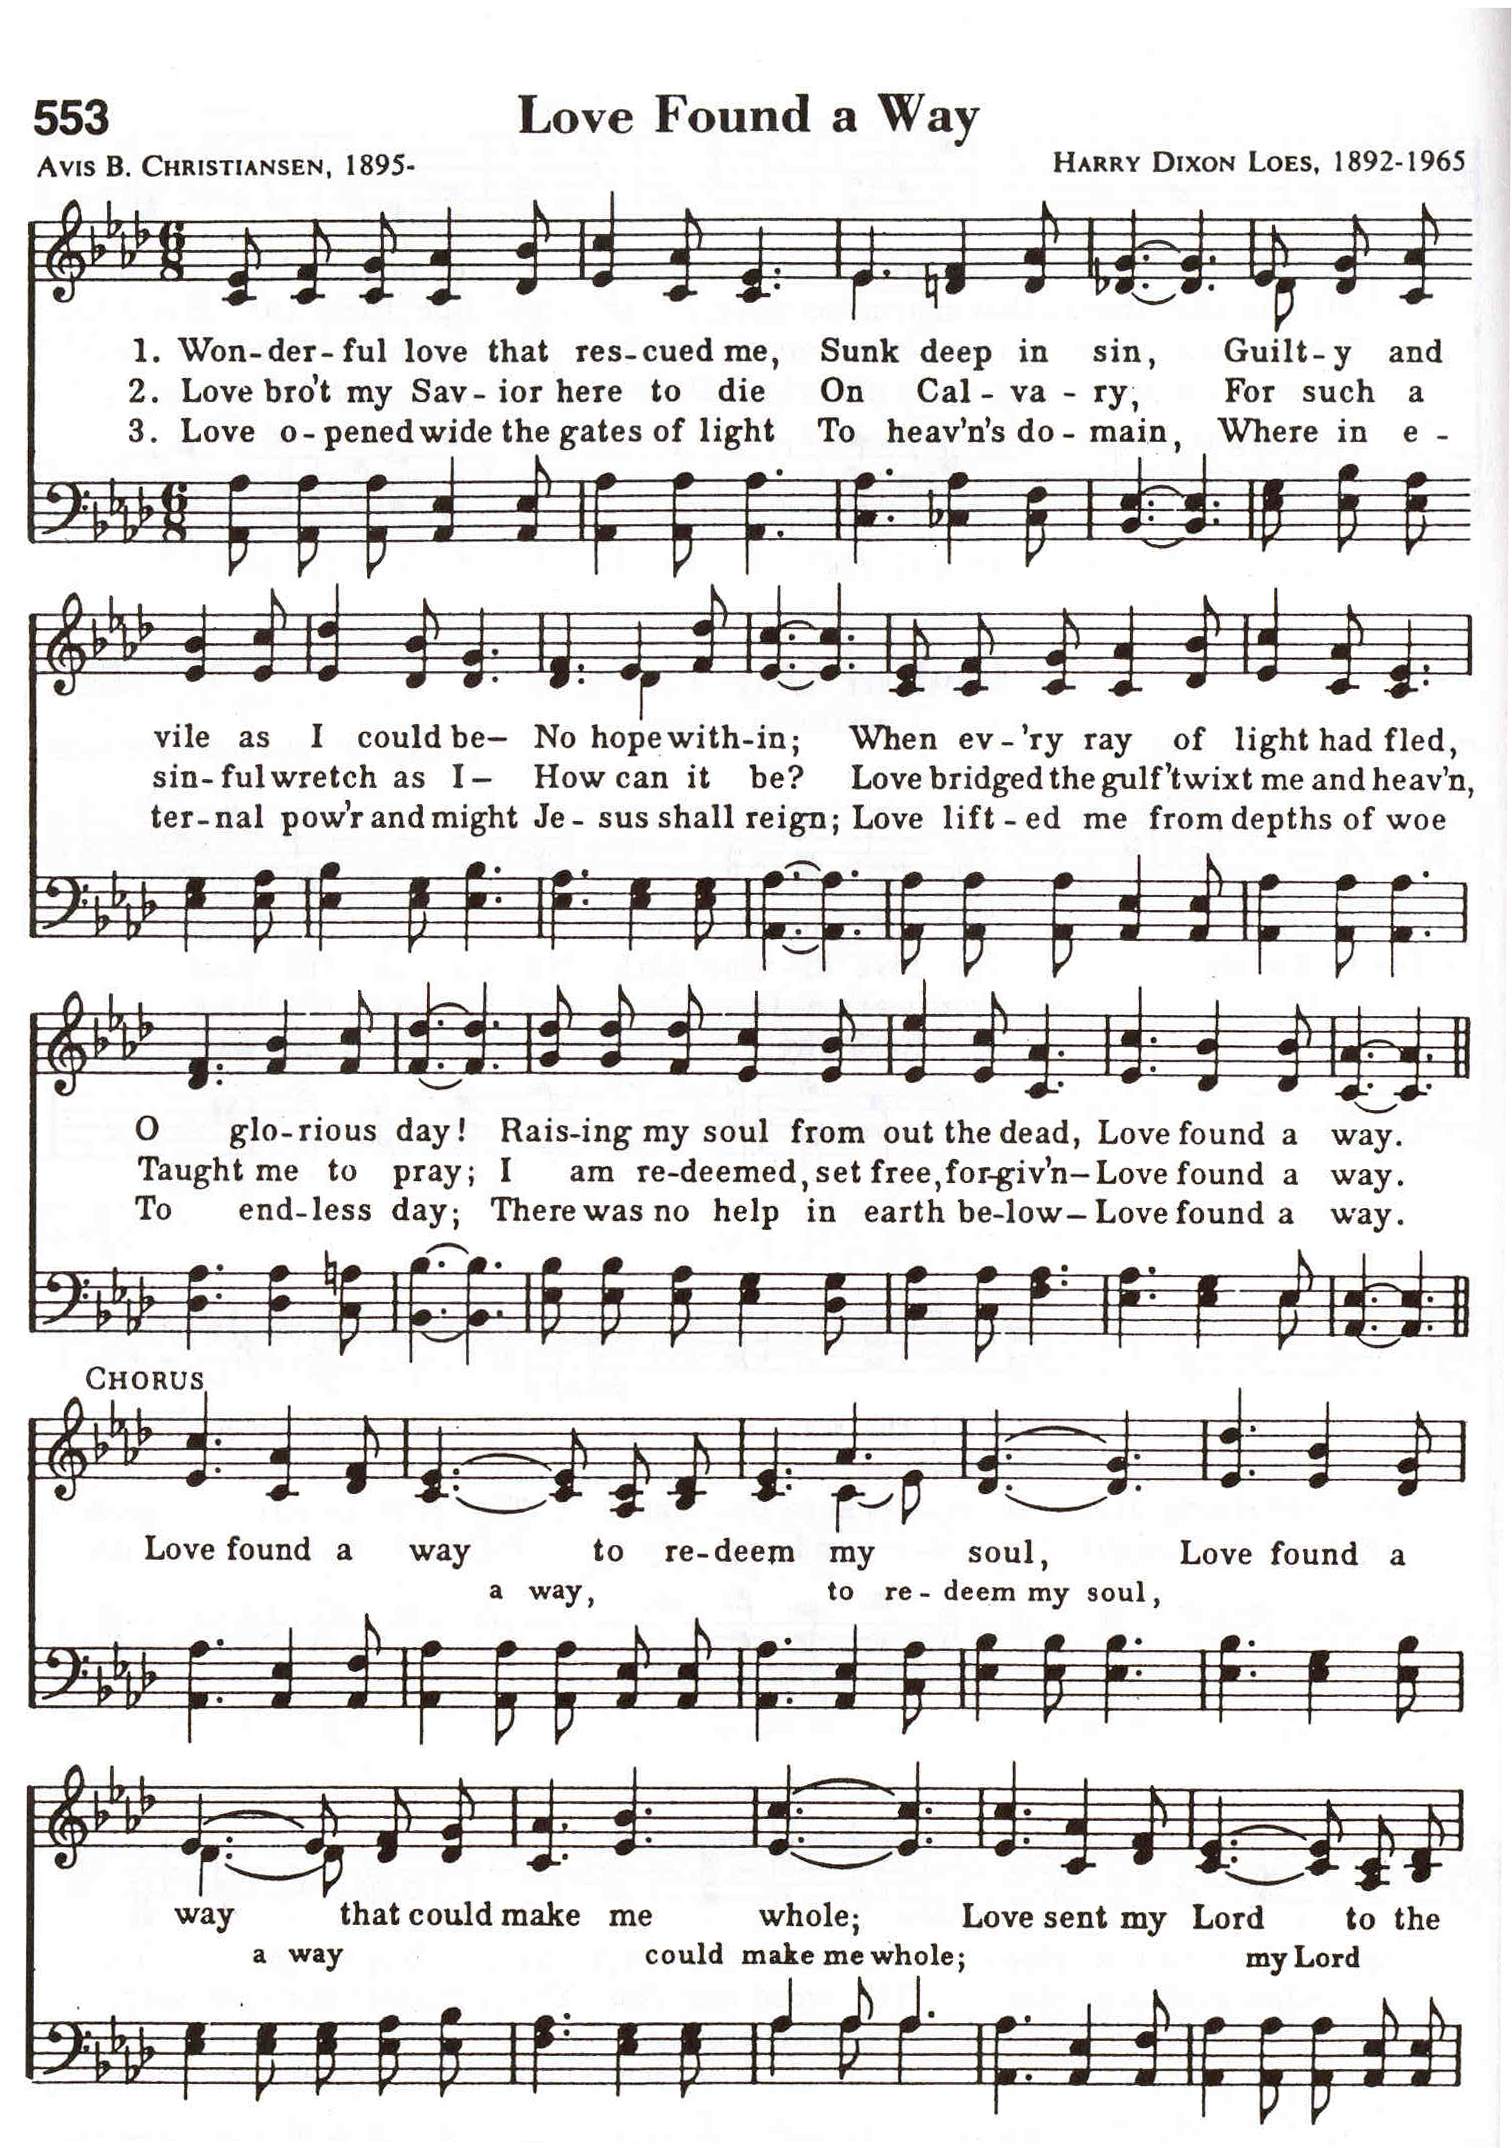 553 Love Found a Way
AVIS B. CHRISTIANSEN, 1895- HARRY DIXON LOES, 1892-1965
1. Won-der-ful love that res-cued me, Sunk deep in sin, Guilt-y and
2. Love bro't my Sav-ior here to die On Cal-va-ry, For such a
3. Love o-pened wide the gates of light To heav'n's do-main, Where in e-
vile as I could be— No hope with-in; When ev-'ry ray of light had fled,
sin-ful wretch as I— How can it be? Love bridged the gulf 'twixt me and heav'n,
ter-nal pow'r and might Je-sus shall reign; Love lift-ed me from depths of woe
O glo-rious day! Rais-ing my soul from out the dead, Love found a way.
Taught me to pray; I am re-deemed, set free, for-giv'n— Love found a way.
To end-less day; There was no help in earth be-low— Love found a way.
CHORUS
Love found a way to re-deem my soul, Love found a
a way, to re-deem my soul,
way that could make me whole; Love sent my Lord to the
a way could make me whole; my Lord